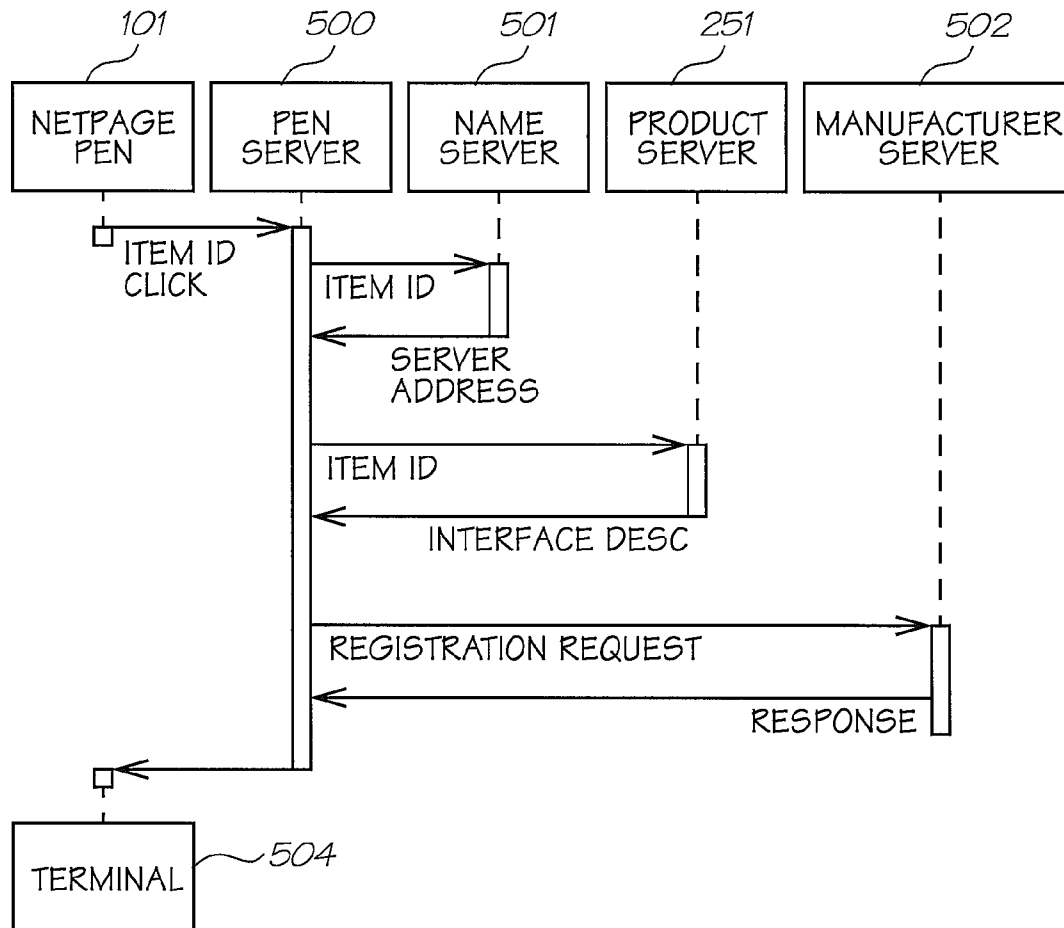 101
500
501
251
502
NETPAGE
PEN
PEN
SERVER
NAME
SERVER
PRODUCT
SERVER
MANUFACTURER
SERVER
ITEM ID
CLICK
ITEM ID
SERVER
ADDRESS
ITEM ID
INTERFACE DESC
REGISTRATION REQUEST
RESPONSE
TERMINAL
504